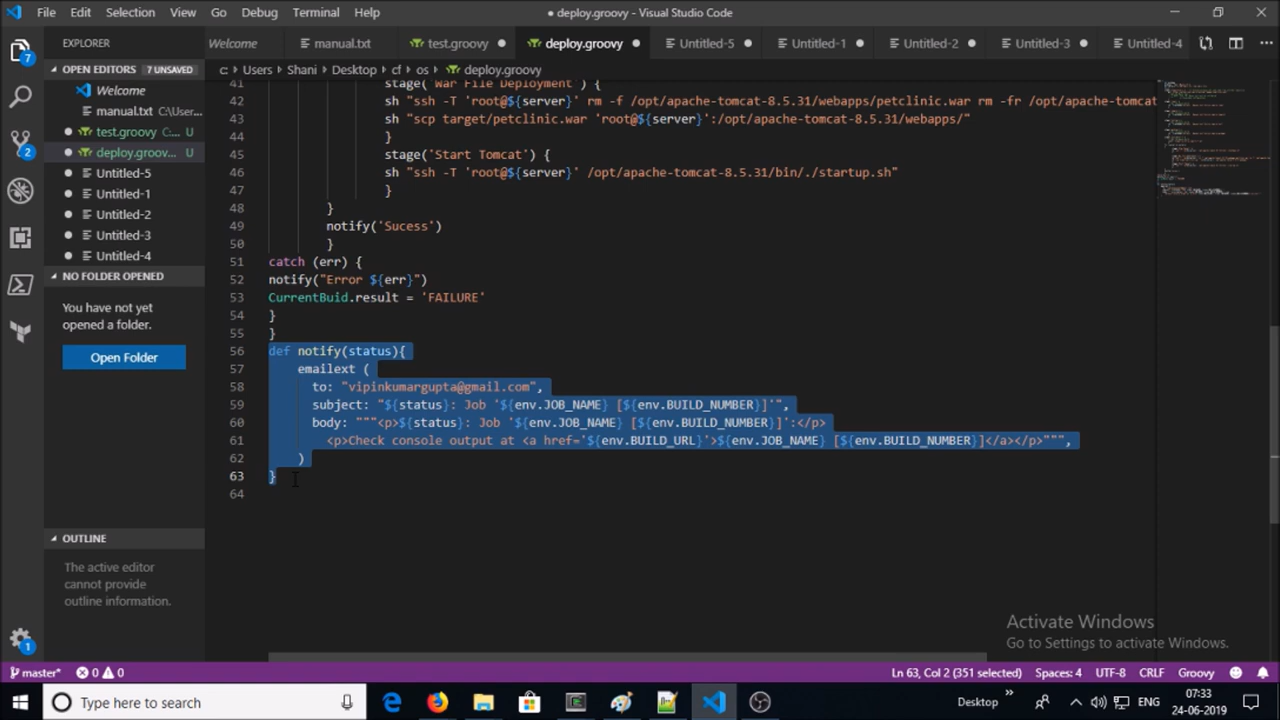 File Edit Selection View Go Debug Terminal Help
● deploy.groovy - Visual Studio Code
EXPLORER
Welcome manual.txt test.groovy deploy.groovy Untitled-5 Untitled-1 Untitled-2 Untitled-3 Untitled-4
OPEN EDITORS 7 UNSAVED
c: Users Shani Desktop cf os deploy.groovy
Welcome
manual.txt C:\User...
test.groovy C:... U
deploy.groov... U
Untitled-5
Untitled-1
Untitled-2
Untitled-3
Untitled-4
NO FOLDER OPENED
You have not yet
opened a folder.
Open Folder
OUTLINE
The active editor
cannot provide
outline information.
41 stage('War File Deployment') {
42 sh "ssh -T 'root@${server}' rm -f /opt/apache-tomcat-8.5.31/webapps/petclinic.war rm -fr /opt/apache-tomcat
43 sh "scp target/petclinic.war 'root@${server}':/opt/apache-tomcat-8.5.31/webapps/"
44 }
45 stage('Start Tomcat') {
46 sh "ssh -T 'root@${server}' /opt/apache-tomcat-8.5.31/bin/./startup.sh"
47 }
48 }
49 notify('Sucess')
50 }
51 catch (err) {
52 notify("Error ${err}")
53 CurrentBuid.result = 'FAILURE'
54 }
55 }
56 def notify(status){
57 emailext (
58 to: "vipinkumargupta@gmail.com",
59 subject: "${status}: Job '${env.JOB_NAME} [${env.BUILD_NUMBER}]'",
60 body: """<p>${status}: Job '${env.JOB_NAME} [${env.BUILD_NUMBER}]':</p>
61 <p>Check console output at <a href='${env.BUILD_URL}'>${env.JOB_NAME} [${env.BUILD_NUMBER}]</a></p>""",
62 )
63 }
64
Activate Windows
Go to Settings to activate Windows.
7
2
1
master* 0 0
Ln 63, Col 2 (351 selected) Spaces: 4 UTF-8 CRLF Groovy
Type here to search
Desktop » ENG
07:33
24-06-2019